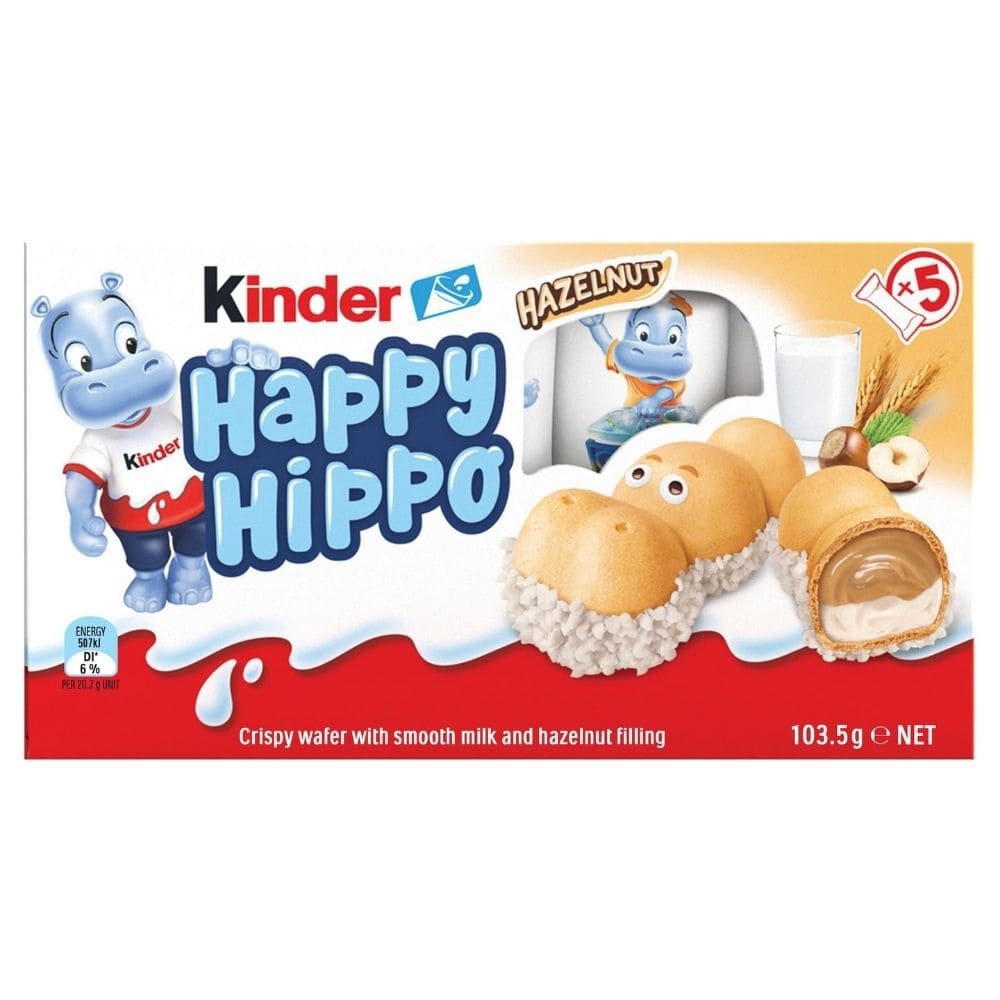 Kinder
HAZELNUT
×5
Happy
Hippo
Kinder
ENERGY
507kJ
DI*
6%
PER 20.7 g UNIT
Crispy wafer with smooth milk and hazelnut filling
103.5g ℮ NET